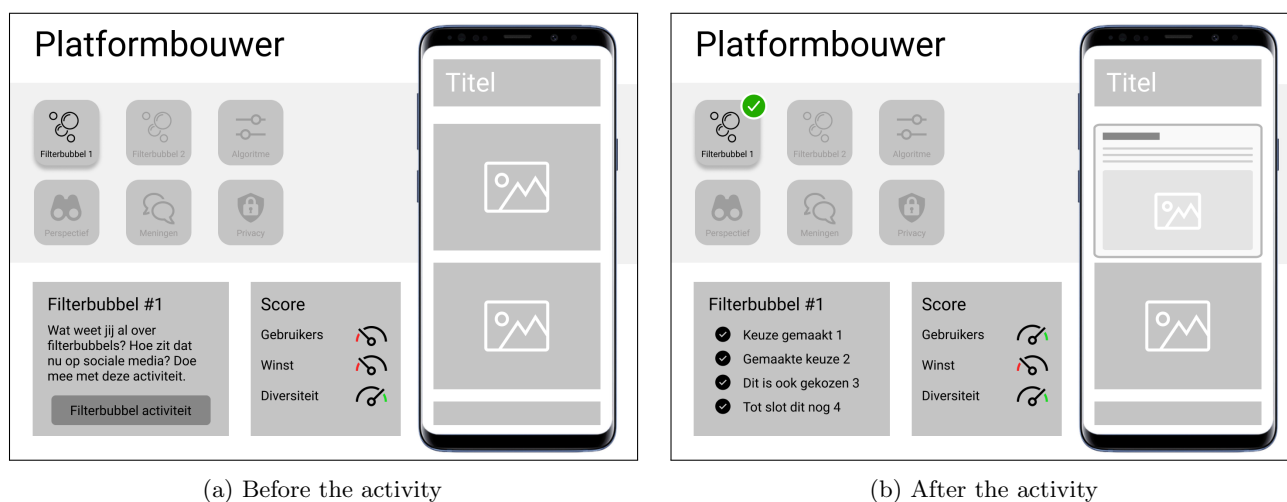 Platformbouwer
Titel
Filterbubbel 1
Filterbubbel 2
Algoritme
Perspectief
Meningen
Privacy
Filterbubbel #1
Wat weet jij al over
filterbubbels? Hoe zit dat
nu op sociale media? Doe
mee met deze activiteit.
Filterbubbel activiteit
Score
Gebruikers
Winst
Diversiteit
(a) Before the activity
Platformbouwer
Titel
Filterbubbel 1
Filterbubbel 2
Algoritme
Perspectief
Meningen
Privacy
Filterbubbel #1
Keuze gemaakt 1
Gemaakte keuze 2
Dit is ook gekozen 3
Tot slot dit nog 4
Score
Gebruikers
Winst
Diversiteit
(b) After the activity